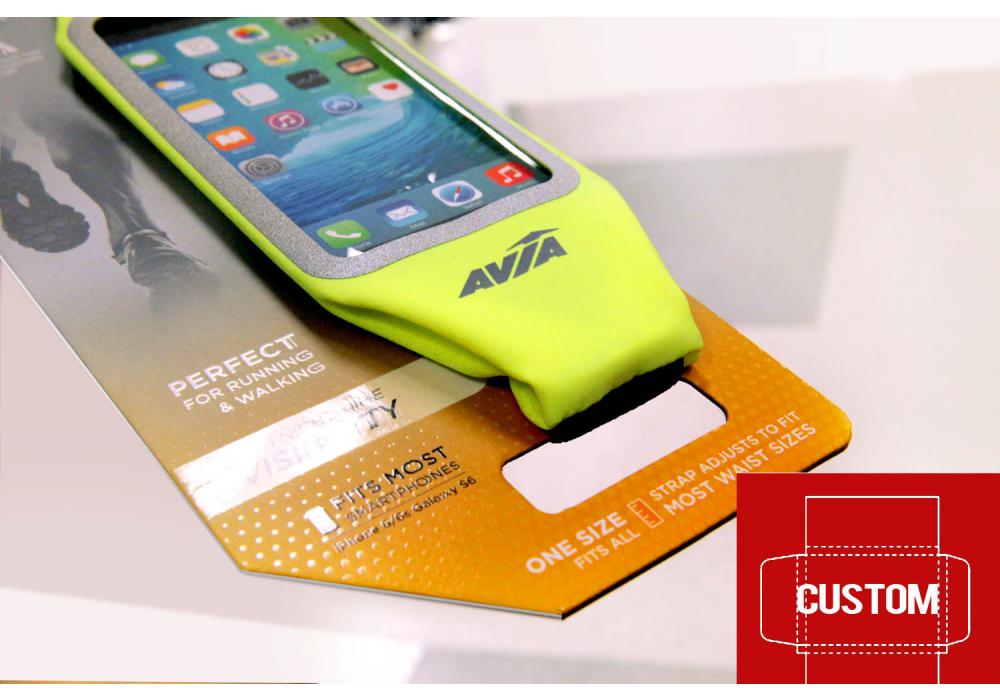 AVIA
PERFECT
FOR RUNNING
& WALKING
FITS MOST
SMARTPHONES
iPhone 6/6s Galaxy S6
ONE SIZE
FITS ALL
STRAP ADJUSTS TO FIT
MOST WAIST SIZES
CUSTOM